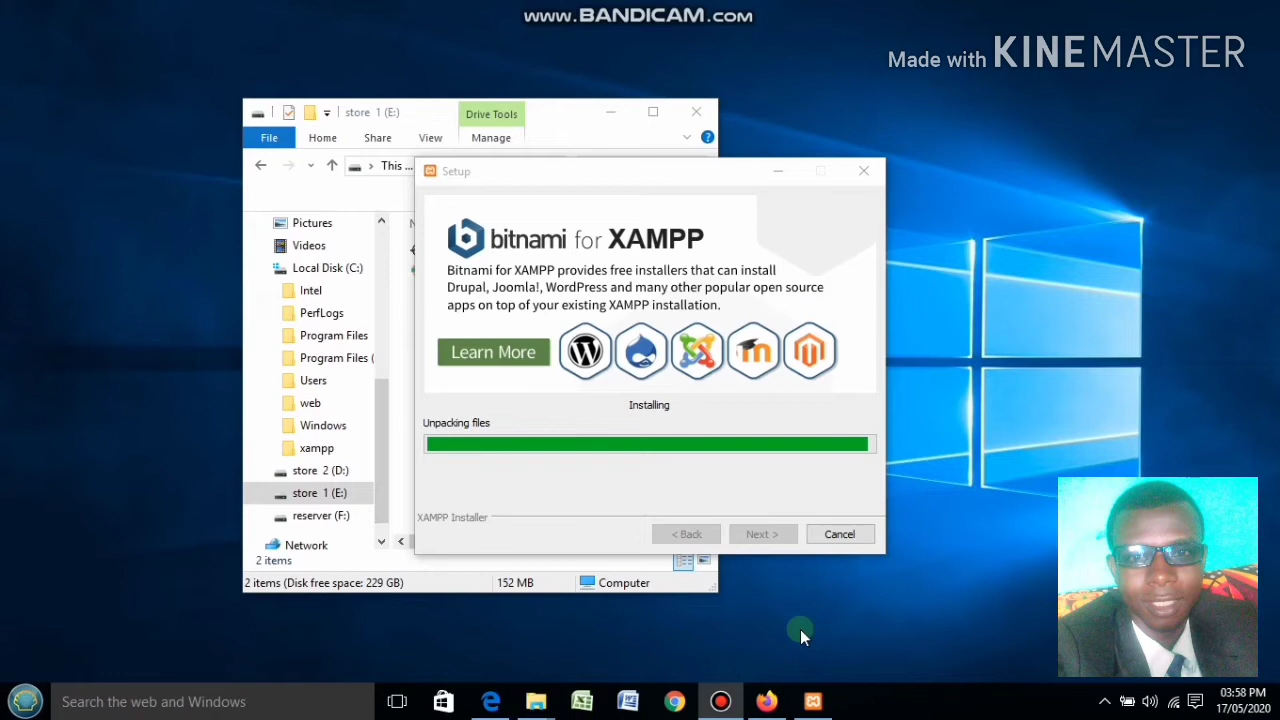 www.BANDICAM.com
Made with KINEMASTER
store 1 (E:)
Drive Tools
File
Home
Share
View
Manage
This ...
Setup
Pictures
Videos
Local Disk (C:)
Intel
PerfLogs
Program Files
Program Files (
Users
web
Windows
xampp
store 2 (D:)
store 1 (E:)
reserver (F:)
Network
2 items
2 items (Disk free space: 229 GB)
152 MB
Computer
bitnami for XAMPP
Bitnami for XAMPP provides free installers that can install
Drupal, Joomla!, WordPress and many other popular open source
apps on top of your existing XAMPP installation.
Learn More
Installing
Unpacking files
XAMPP Installer
< Back
Next >
Cancel
Search the web and Windows
03:58 PM
17/05/2020